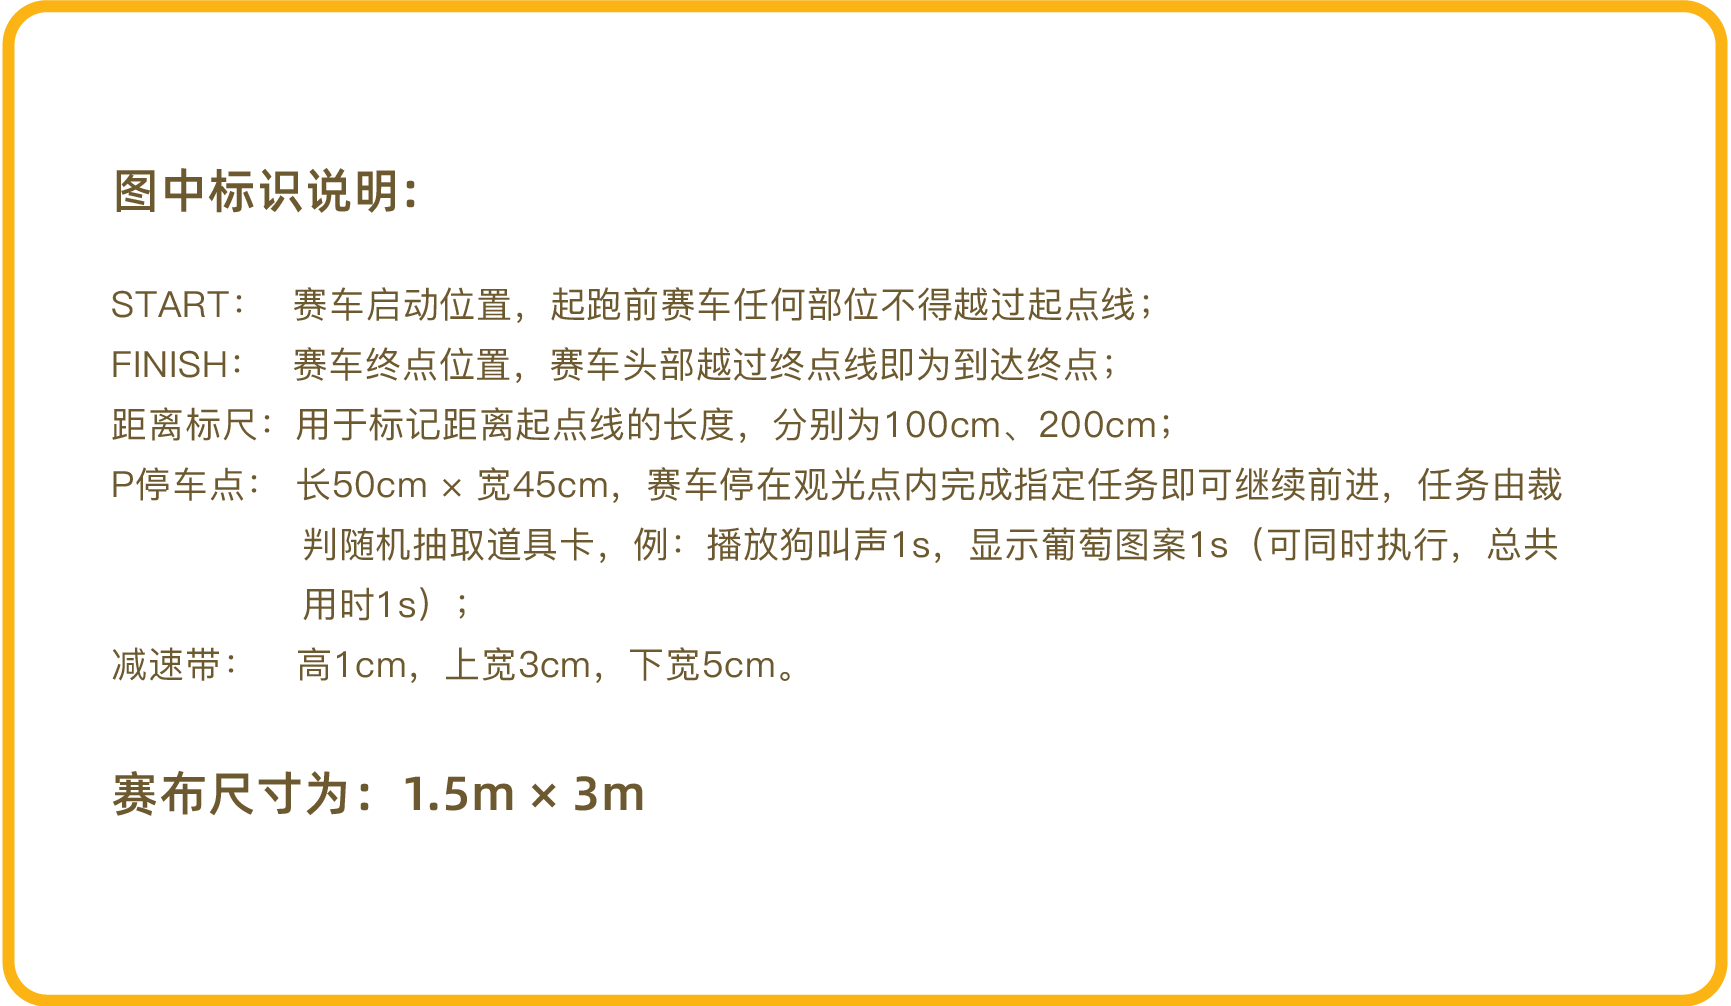 图中标识说明：
START： 赛车启动位置，起跑前赛车任何部位不得越过起点线；
FINISH： 赛车终点位置，赛车头部越过终点线即为到达终点；
距离标尺：用于标记距离起点线的长度，分别为100cm、200cm；
P停车点： 长50cm × 宽45cm，赛车停在观光点内完成指定任务即可继续前进，任务由裁
判随机抽取道具卡，例：播放狗叫声1s，显示葡萄图案1s（可同时执行，总共
用时1s）；
减速带： 高1cm，上宽3cm，下宽5cm。
赛布尺寸为：1.5m × 3m